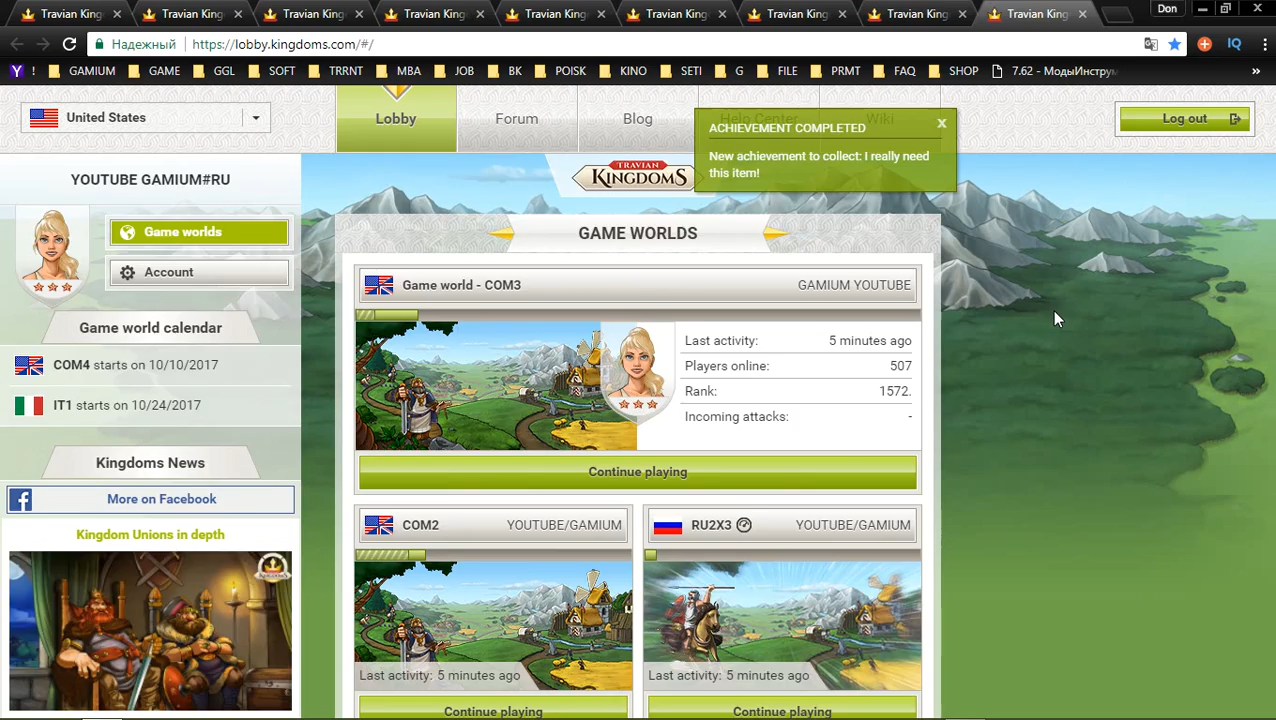 Travian King
Travian King
Travian King
Travian King
Travian King
Travian King
Travian King
Travian King
Travian King
Don
Надежный
https://lobby.kingdoms.com/#/
IQ
Y
!
GAMIUM
GAME
GGL
SOFT
TRRNT
MBA
JOB
BK
POISK
KINO
SETI
G
FILE
PRMT
FAQ
SHOP
7.62 - МодыИнструм
»
United States
Lobby
Forum
Blog
Help Center
Wiki
Log out
ACHIEVEMENT COMPLETED
x
New achievement to collect: I really need
this item!
TRAVIAN
KINGDOMS
YOUTUBE GAMIUM#RU
Game worlds
Account
Game world calendar
COM4 starts on 10/10/2017
IT1 starts on 10/24/2017
Kingdoms News
More on Facebook
Kingdom Unions in depth
GAME WORLDS
Game world - COM3
GAMIUM YOUTUBE
Last activity: 5 minutes ago
Players online: 507
Rank: 1572.
Incoming attacks: -
Continue playing
COM2
YOUTUBE/GAMIUM
Last activity: 5 minutes ago
Continue playing
RU2X3
YOUTUBE/GAMIUM
Last activity: 5 minutes ago
Continue playing